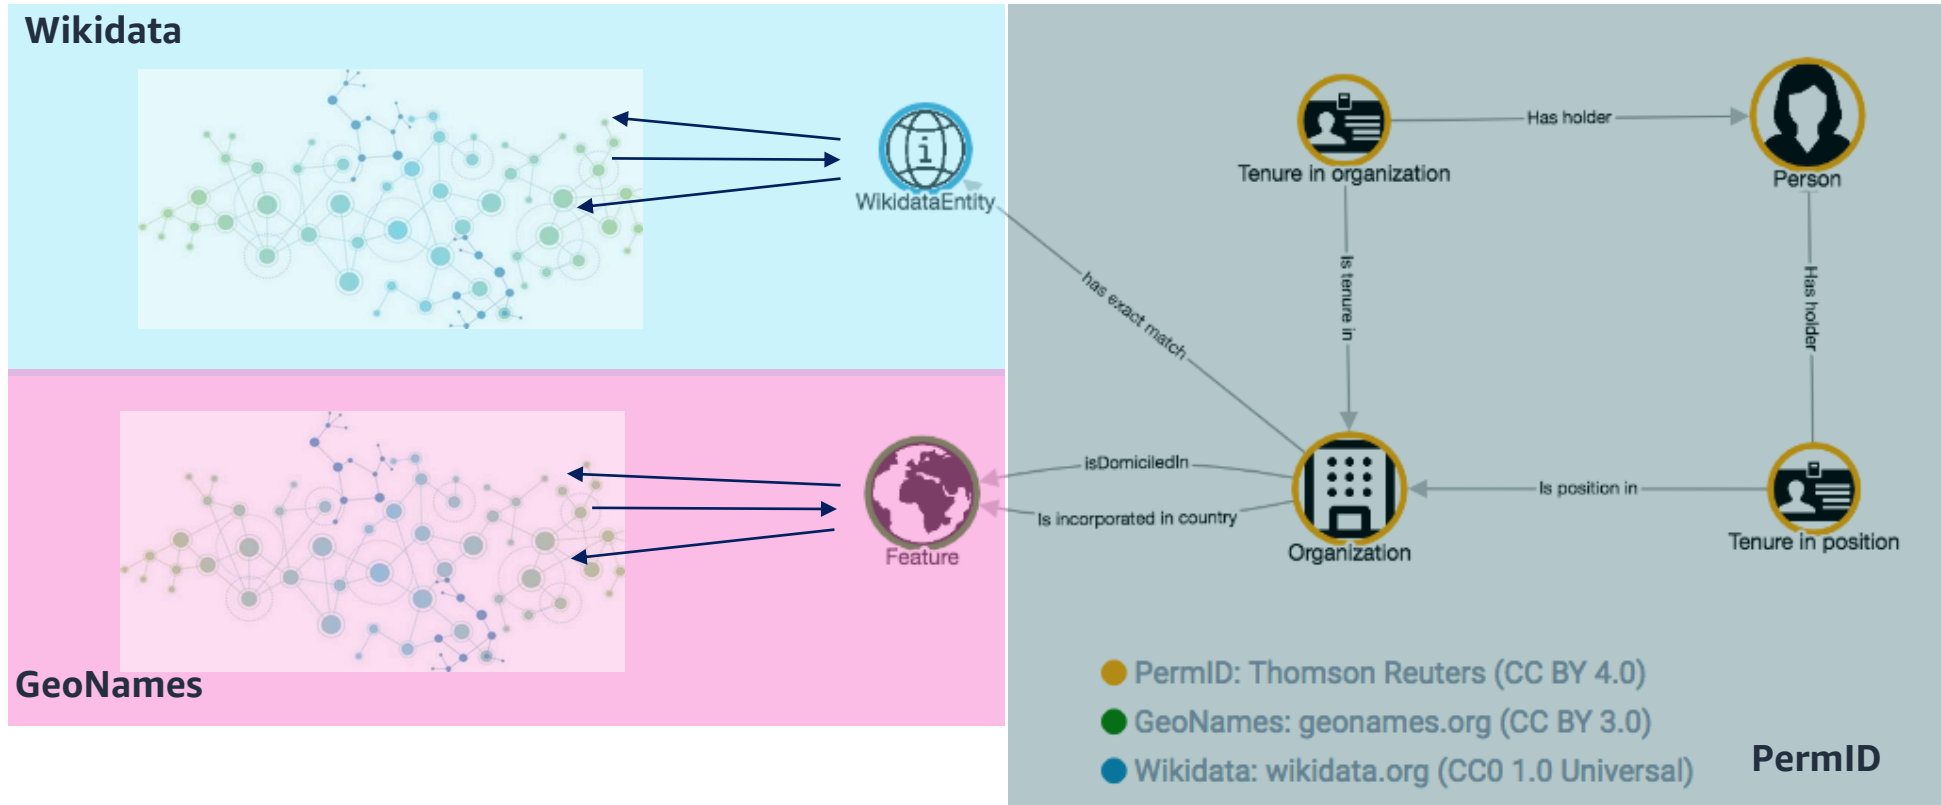 Wikidata
WikidataEntity
GeoNames
Feature
Tenure in organization
Has holder
Person
Is tenure in
Has holder
has exact match
isDomiciledIn
Is incorporated in country
Organization
Is position in
Tenure in position
PermID: Thomson Reuters (CC BY 4.0)
GeoNames: geonames.org (CC BY 3.0)
Wikidata: wikidata.org (CC0 1.0 Universal)
PermID